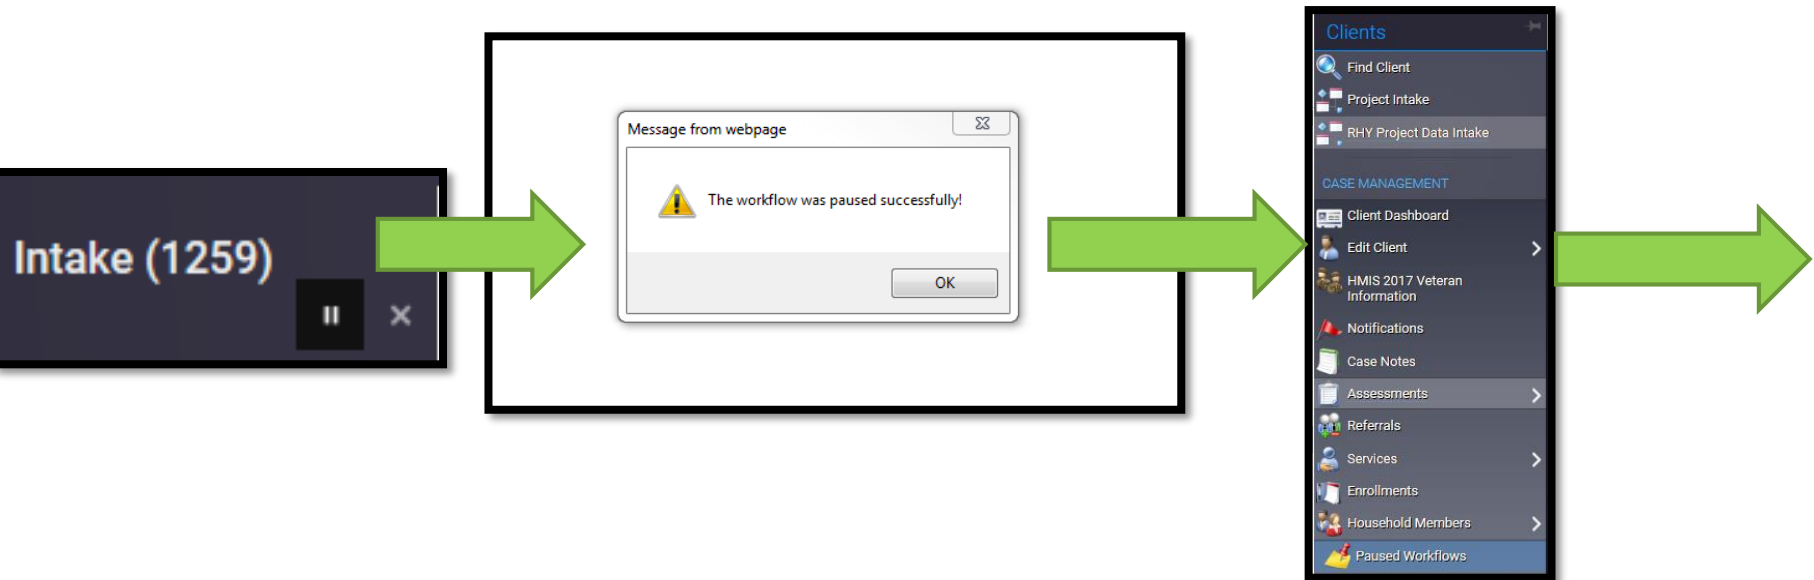 Intake (1259)
Message from webpage
The workflow was paused successfully!
OK
Clients
Find Client
Project Intake
RHY Project Data Intake
CASE MANAGEMENT
Client Dashboard
Edit Client
HMIS 2017 Veteran
Information
Notifications
Case Notes
Assessments
Referrals
Services
Enrollments
Household Members
Paused Workflows